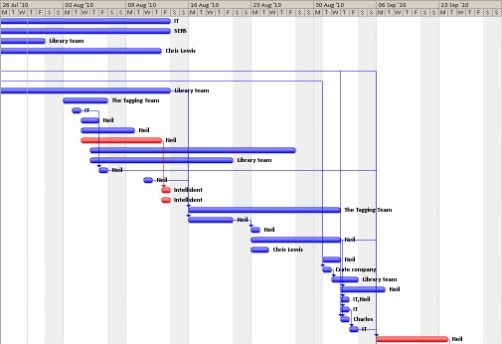 26 Jul '10 02 Aug '10 09 Aug '10 16 Aug '10 23 Aug '10 30 Aug '10 06 Sep '10 13 Sep '10
M T W T F S S M T W T F S S M T W T F S S M T W T F S S M T W T F S S M T W T F S S M T W T F S S M T W T F S S
IT
SERS
Library team
Chris Lewis
Library team
The Tagging Team
IT
Neil
Neil
Neil
Library team
Neil
Neil
Intellident
Intellident
The Tagging Team
Neil
Neil
Neil
Chris Lewis
Neil
Crate company
Library team
Neil
IT,Neil
IT
Charles
IT
Neil